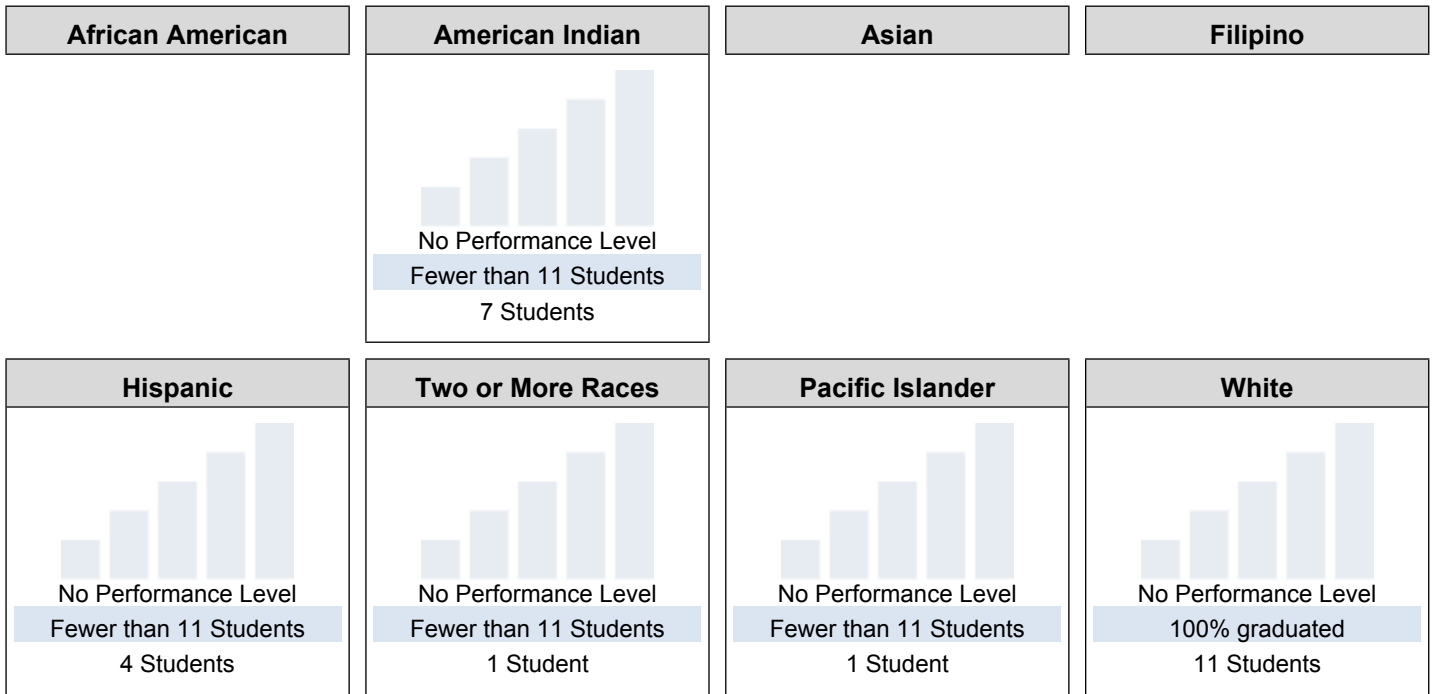 African American
American Indian
Asian
Filipino
No Performance Level
Fewer than 11 Students
7 Students
Hispanic
Two or More Races
Pacific Islander
White
No Performance Level
Fewer than 11 Students
4 Students
No Performance Level
Fewer than 11 Students
1 Student
No Performance Level
Fewer than 11 Students
1 Student
No Performance Level
100% graduated
11 Students